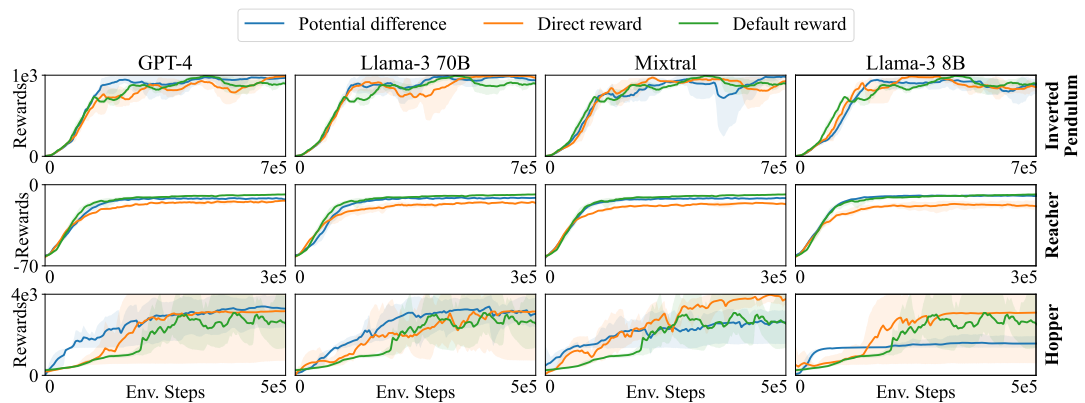 Potential difference Direct reward Default reward
GPT-4 Llama-3 70B Mixtral Llama-3 8B
1e3
Rewards
0
0 7e5 0 7e5 0 7e5 0 7e5
Inverted
Pendulum
0
Rewards
-70
0 3e5 0 3e5 0 3e5 0 3e5
Reacher
4e3
Rewards
0
0 5e5 0 5e5 0 5e5 0 5e5
Hopper
Env. Steps Env. Steps Env. Steps Env. Steps